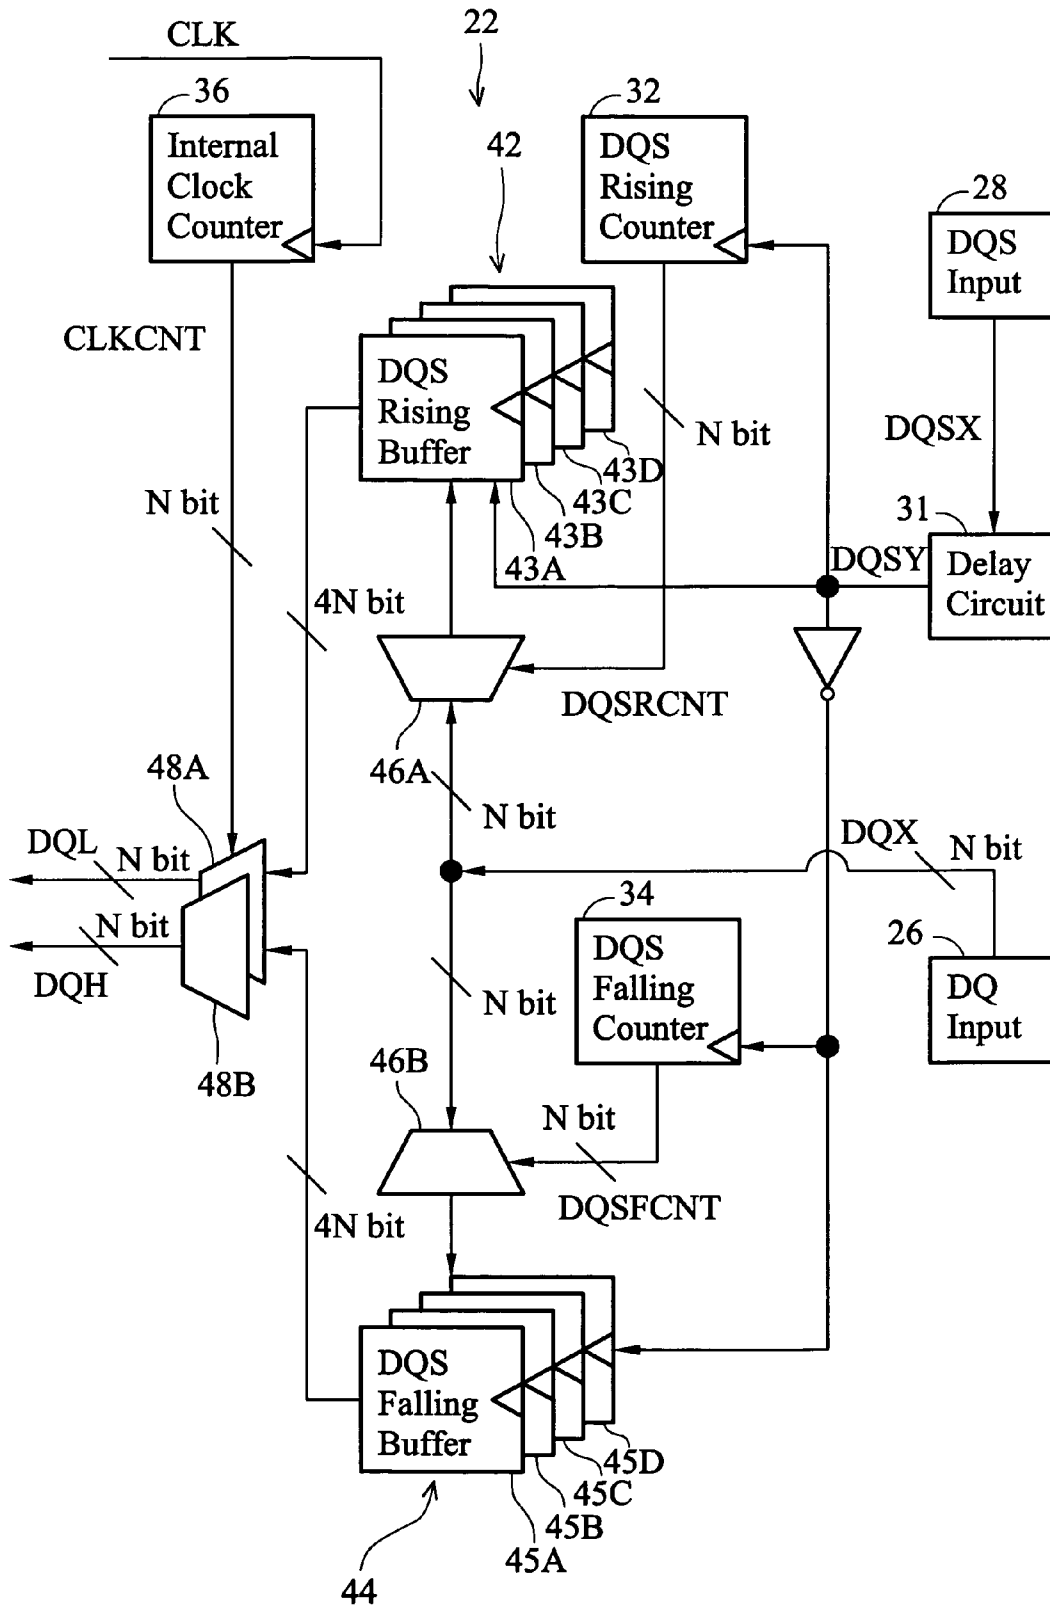 CLK
22
36
Internal
Clock
Counter
42
32
DQS
Rising
Counter
28
DQS
Input
CLKCNT
DQS
Rising
Buffer
N bit
DQSX
43D
43C
43B
43A
N bit
31
Delay
Circuit
DQSY
4N bit
DQSRCNT
46A
N bit
48A
DQL
N bit
DQX
N bit
N bit
DQH
34
DQS
Falling
Counter
26
DQ
Input
N bit
48B
46B
N bit
DQSFCNT
4N bit
DQS
Falling
Buffer
45D
45C
45B
45A
44